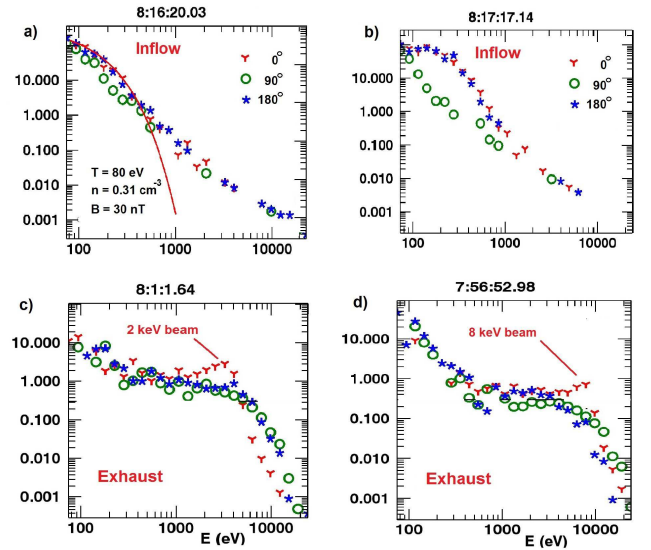 8:16:20.03
a)
Inflow
0°
90°
180°
10.000
1.000
0.100
0.010
0.001
T = 80 eV
n = 0.31 cm⁻³
B = 30 nT
100
1000
10000
8:17:17.14
b)
Inflow
0°
90°
180°
10.000
1.000
0.100
0.010
0.001
100
1000
10000
8:1:1.64
c)
2 keV beam
10.000
1.000
0.100
0.010
0.001
Exhaust
100
1000
10000
E (eV)
7:56:52.98
d)
8 keV beam
10.000
1.000
0.100
0.010
0.001
Exhaust
100
1000
10000
E (eV)